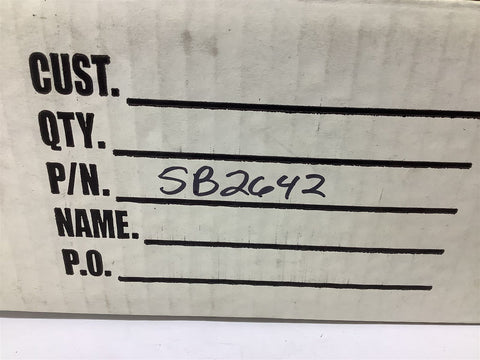 CUST.
QTY.
P/N. SB2642
NAME.
P.O.